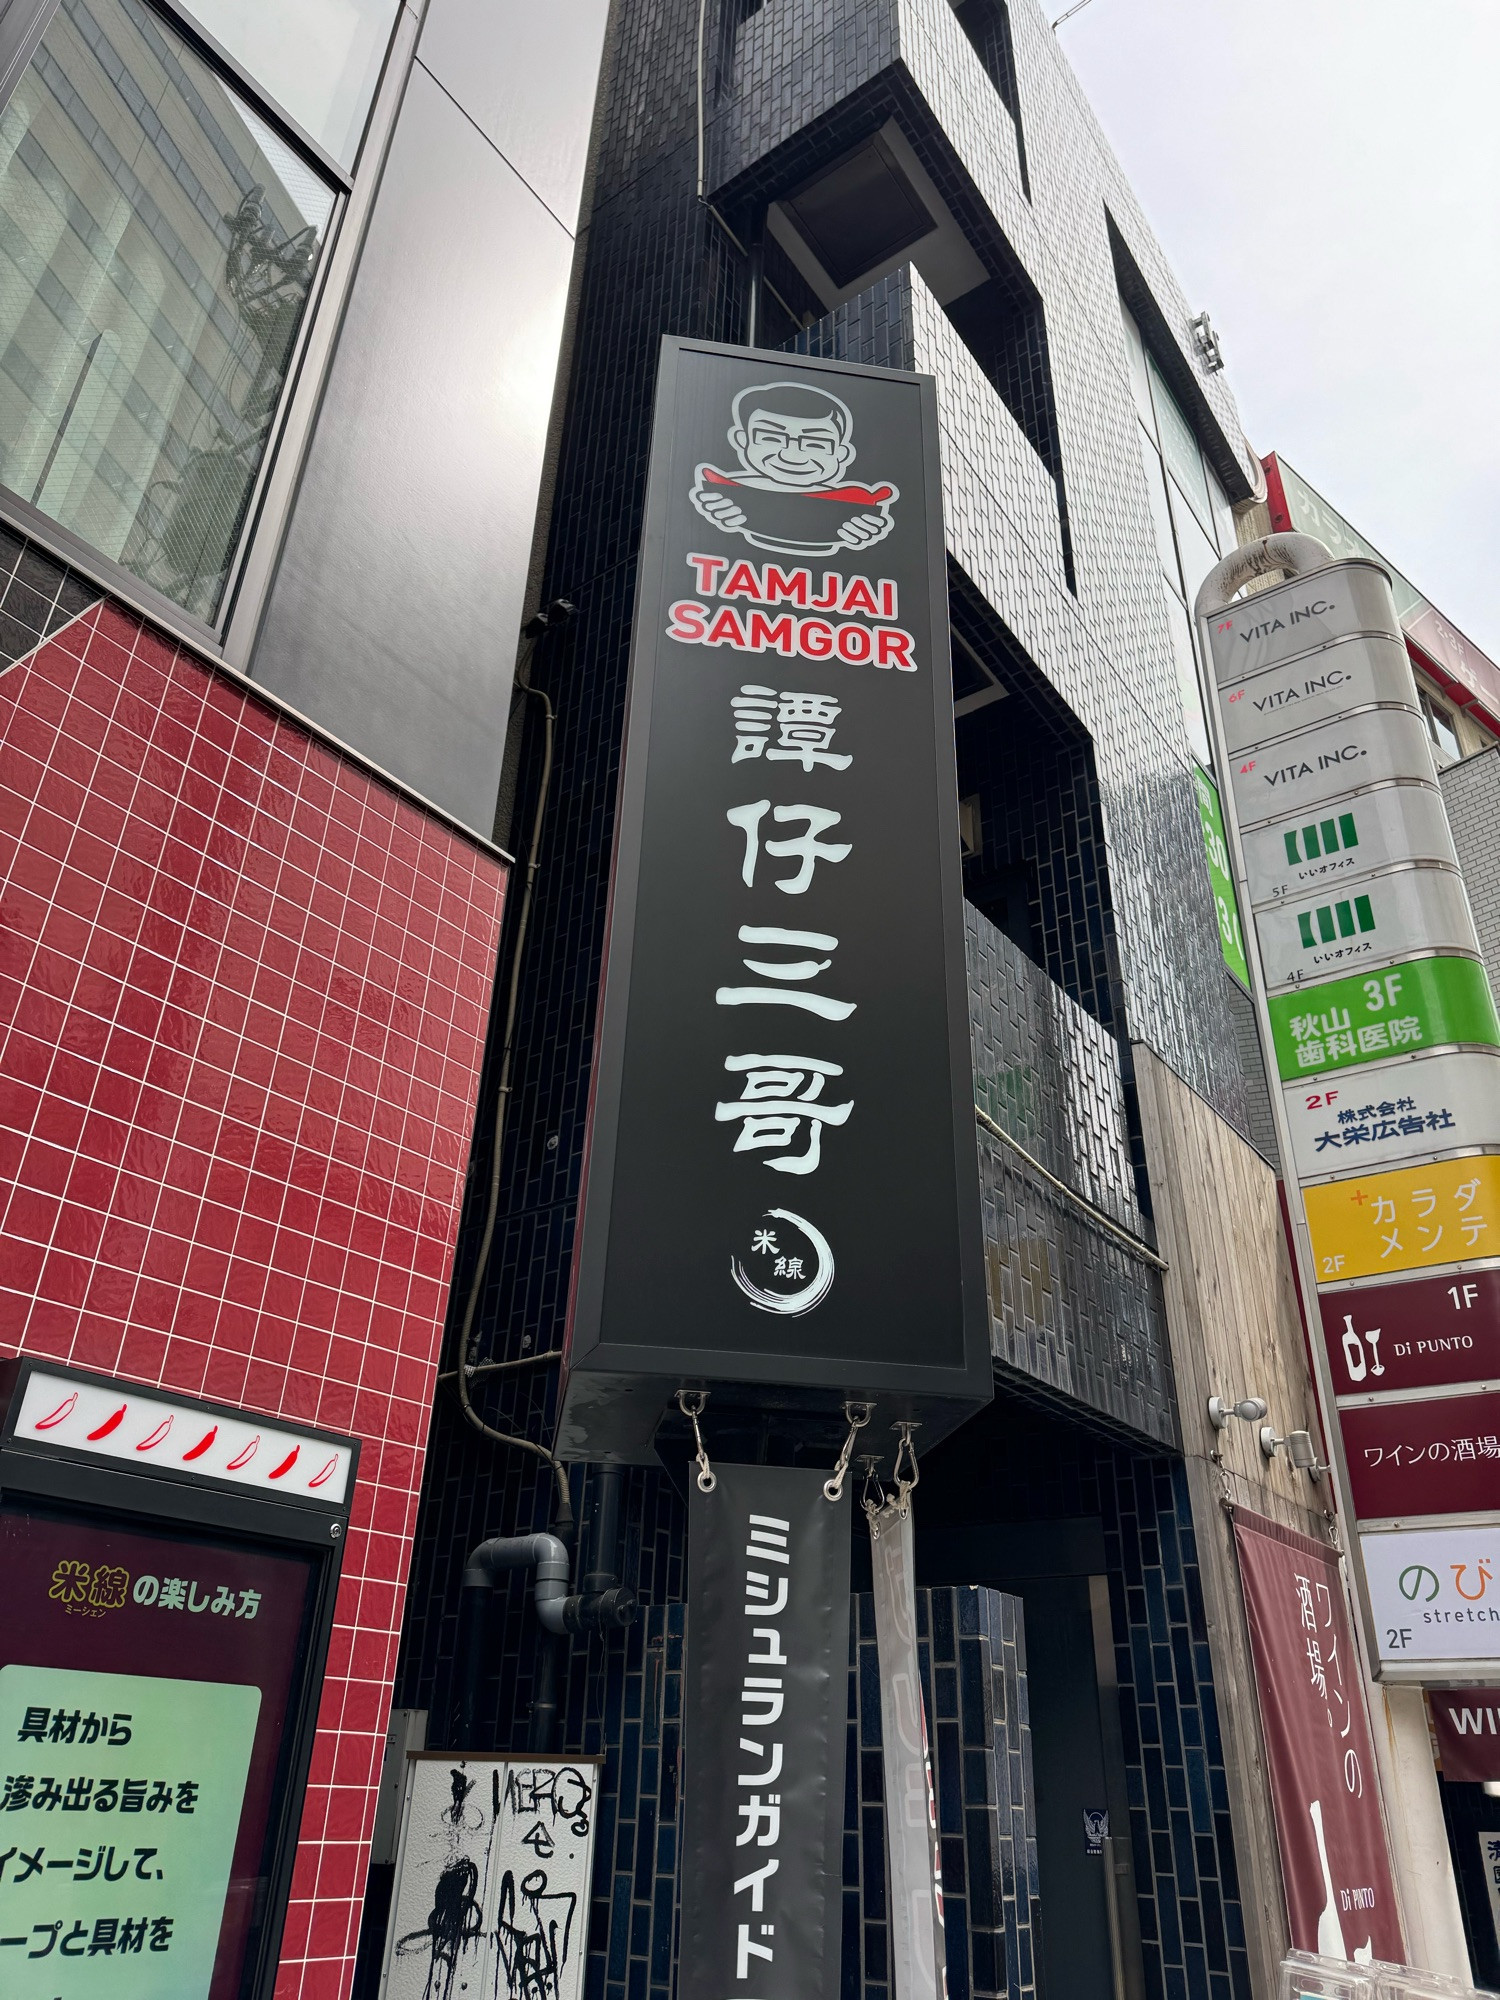 TAMJAI
SAMGOR
譚仔三哥
米線
ミシュランガイド
米線の楽しみ方
ミーシェン
具材から
滲み出る旨みを
イメージして、
ープと具材を
7F VITA INC.
6F VITA INC.
4F VITA INC.
いいオフィス
5F
いいオフィス
4F
3F
秋山
歯科医院
2F
株式会社
大栄広告社
カラダ
メンテ
2F
1F
Di PUNTO
ワインの酒場
のび
stretch
2F
ワインの
酒場。
Di PUNTO
WI
カラ
30